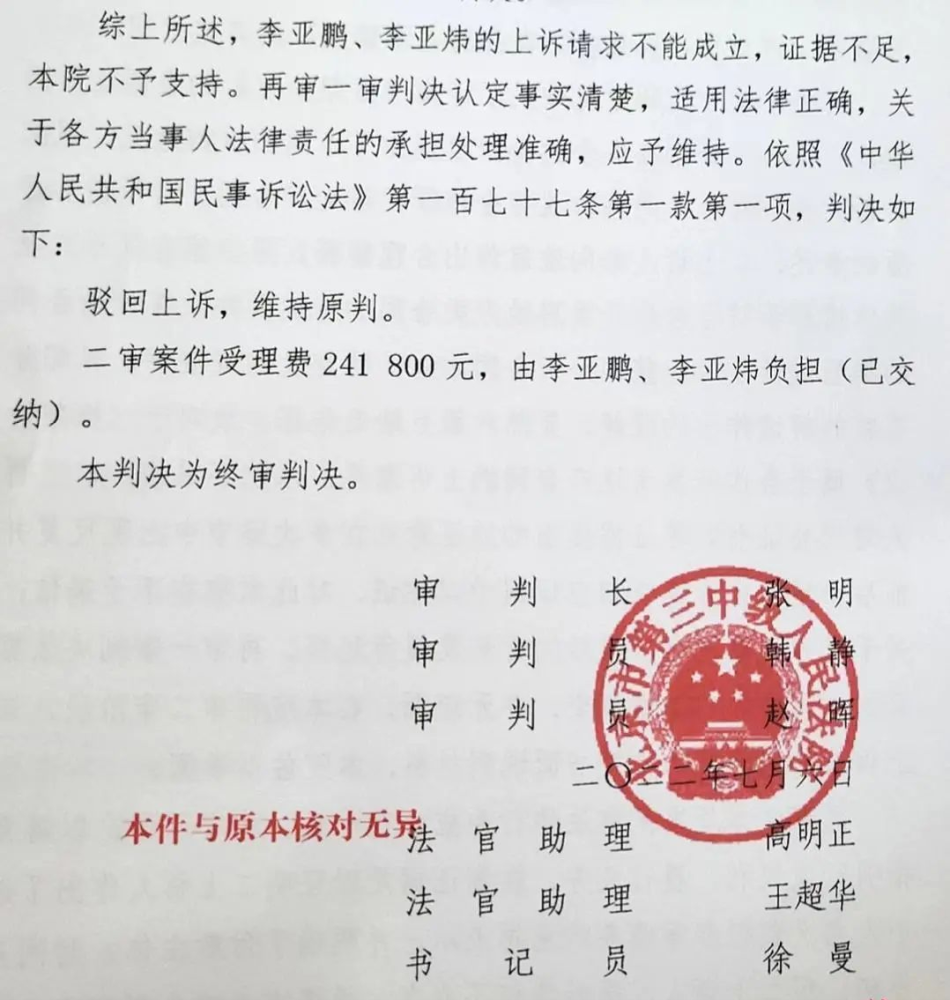 综上所述，李亚鹏、李亚炜的上诉请求不能成立，证据不足，
本院不予支持。再审一审判决认定事实清楚，适用法律正确，关
于各方当事人法律责任的承担处理准确，应予维持。依照《中华
人民共和国民事诉讼法》第一百七十七条第一款第一项，判决如
下：
驳回上诉，维持原判。
二审案件受理费241 800元，由李亚鹏、李亚炜负担（已交
纳）。
本判决为终审判决。
审 判 长 张 明
审 判 员 韩 静
审 判 员 赵 晖
北京市第三中级人民法院
二〇二二年七月六日
本件与原本核对无异
法 官 助 理 高明正
法 官 助 理 王超华
书 记 员 徐 曼